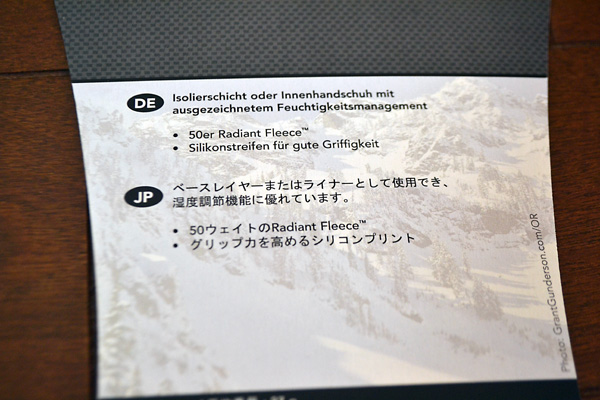 DE
Isolierschicht oder Innenhandschuh mit
ausgezeichnetem Feuchtigkeitsmanagement
• 50er Radiant Fleece™
• Silikonstreifen für gute Griffigkeit
JP
ベースレイヤーまたはライナーとして使用でき、
湿度調節機能に優れています。
• 50ウェイトのRadiant Fleece™
• グリップ力を高めるシリコンプリント
Photo: GrantGunderson.com/OR